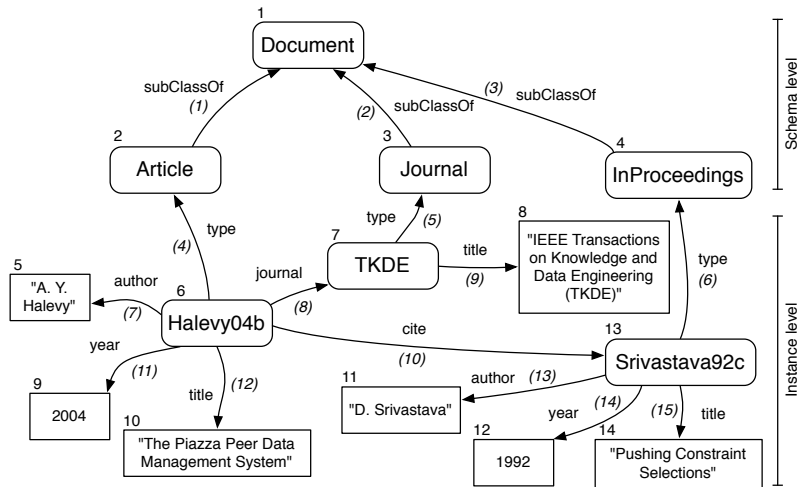 1
Document
subClassOf
(1)
subClassOf
(2)
(3)
subClassOf
Schema level
2
Article
3
Journal
4
InProceedings
type
(4)
type
(5)
7
TKDE
title
(9)
8
"IEEE Transactions
on Knowledge and
Data Engineering
(TKDE)"
type
(6)
5
"A. Y.
Halevy"
author
(7)
6
Halevy04b
journal
(8)
cite
(10)
13
Srivastava92c
Instance level
year
(11)
title
(12)
9
2004
10
"The Piazza Peer Data
Management System"
11
"D. Srivastava"
author
(13)
year
(14)
(15)
title
12
1992
14
"Pushing Constraint
Selections"